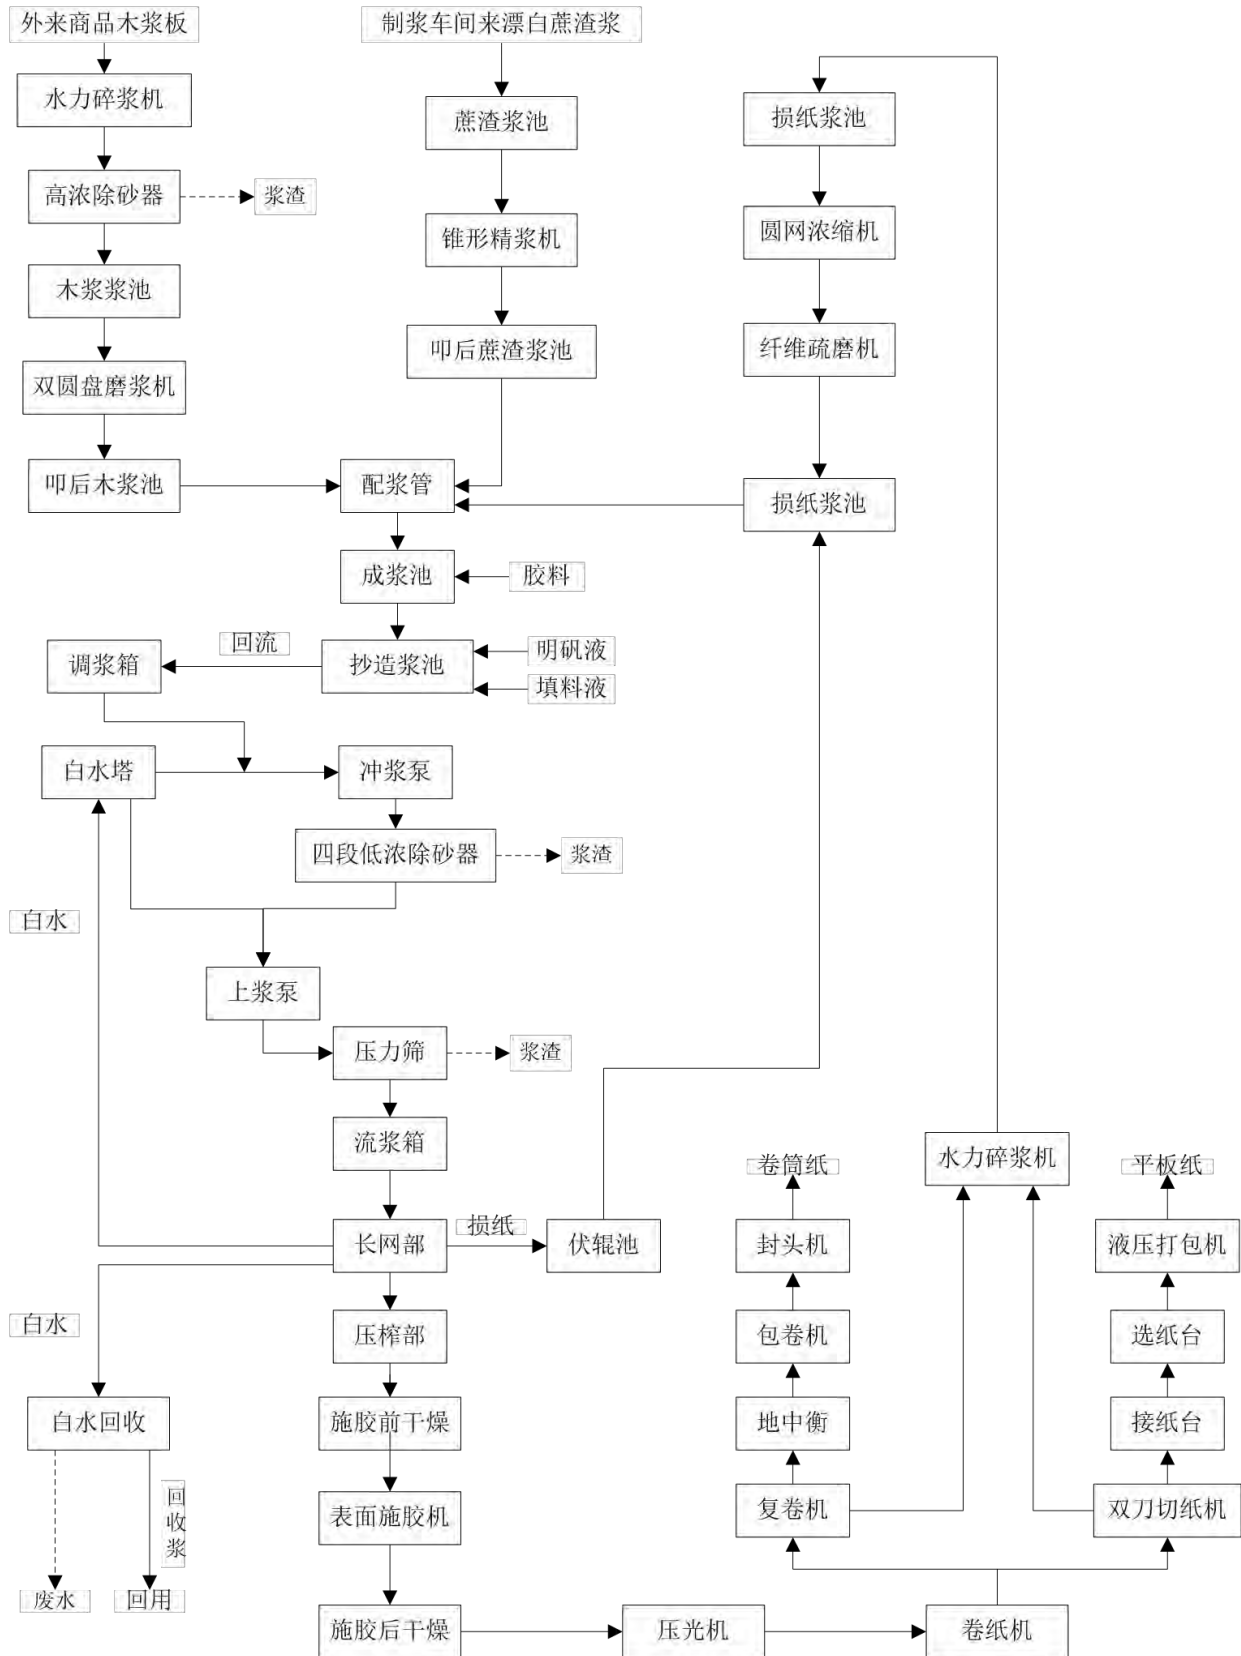 外来商品木浆板
制浆车间来漂白蔗渣浆
水力碎浆机
蔗渣浆池
损纸浆池
高浓除砂器
浆渣
锥形精浆机
圆网浓缩机
木浆浆池
叩后蔗渣浆池
纤维疏磨机
双圆盘磨浆机
叩后木浆池
配浆管
损纸浆池
成浆池
胶料
回流
调浆箱
抄造浆池
明矾液
填料液
白水塔
冲浆泵
四段低浓除砂器
浆渣
白水
上浆泵
压力筛
浆渣
流浆箱
卷筒纸
水力碎浆机
平板纸
长网部
损纸
伏辊池
封头机
液压打包机
白水
压榨部
包卷机
选纸台
白水回收
施胶前干燥
地中衡
接纸台
回收浆
表面施胶机
复卷机
双刀切纸机
废水
回用
施胶后干燥
压光机
卷纸机